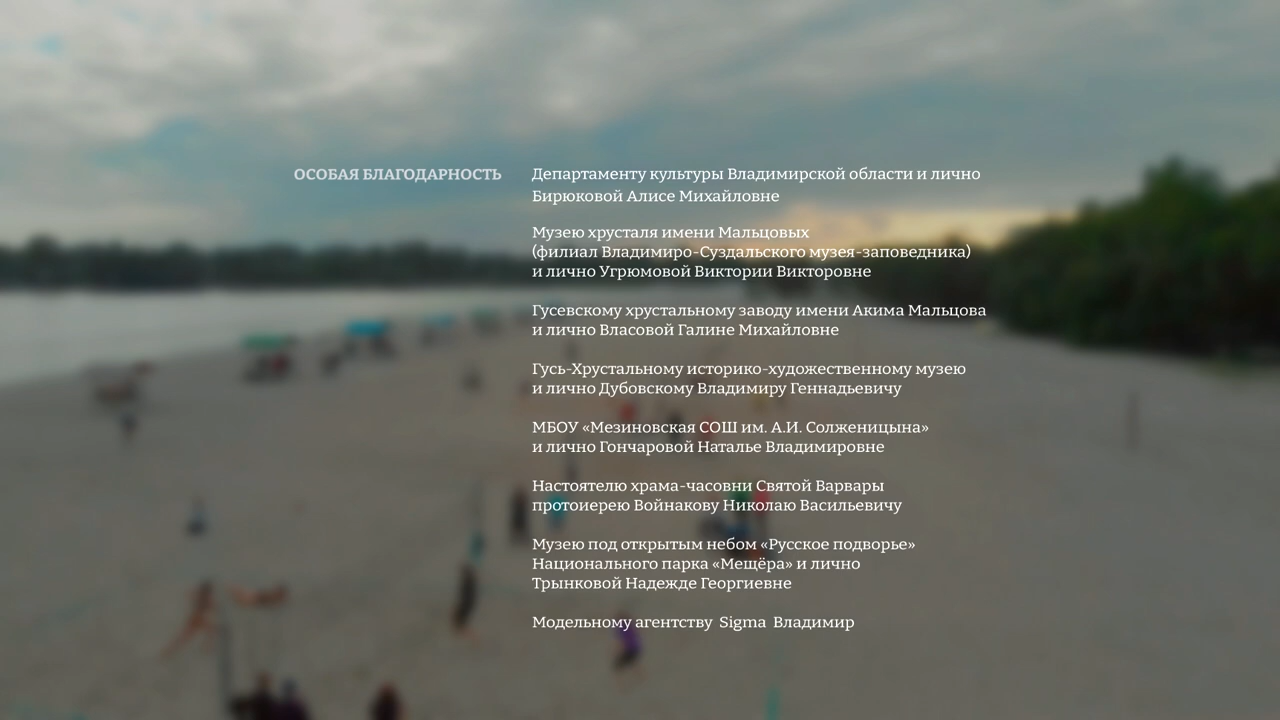 ОСОБАЯ БЛАГОДАРНОСТЬ
Департаменту культуры Владимирской области и лично
Бирюковой Алисе Михайловне
Музею хрусталя имени Мальцовых
(филиал Владимиро-Суздальского музея-заповедника)
и лично Угрюмовой Виктории Викторовне
Гусевскому хрустальному заводу имени Акима Мальцова
и лично Власовой Галине Михайловне
Гусь-Хрустальному историко-художественному музею
и лично Дубовскому Владимиру Геннадьевичу
МБОУ «Мезиновская СОШ им. А.И. Солженицына»
и лично Гончаровой Наталье Владимировне
Настоятелю храма-часовни Святой Варвары
протоиерею Войнакову Николаю Васильевичу
Музею под открытым небом «Русское подворье»
Национального парка «Мещёра» и лично
Трынковой Надежде Георгиевне
Модельному агентству Sigma Владимир